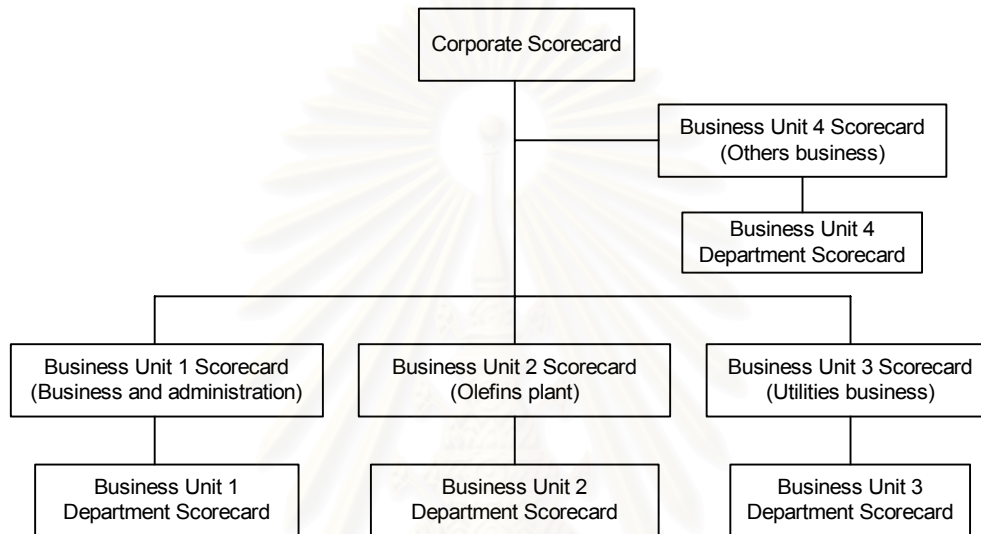 Corporate Scorecard
Business Unit 4 Scorecard
(Others business)
Business Unit 4
Department Scorecard
Business Unit 1 Scorecard
(Business and administration)
Business Unit 2 Scorecard
(Olefins plant)
Business Unit 3 Scorecard
(Utilities business)
Business Unit 1
Department Scorecard
Business Unit 2
Department Scorecard
Business Unit 3
Department Scorecard